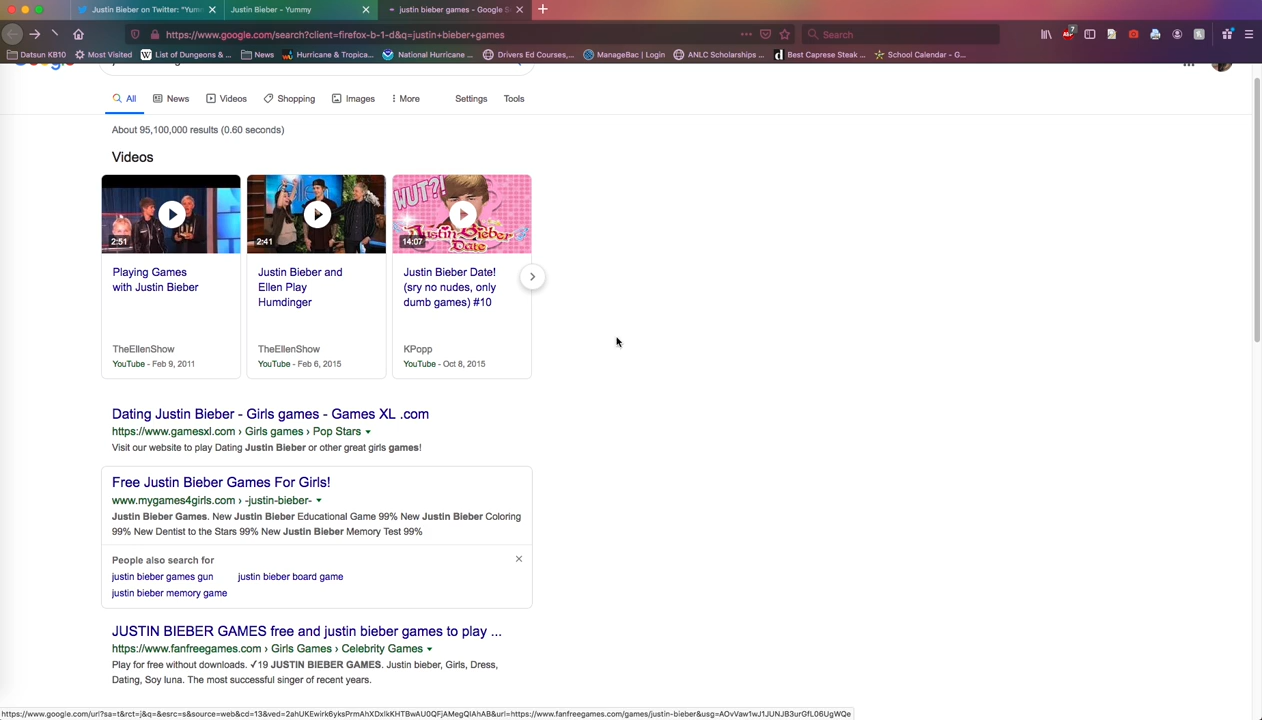 Justin Bieber on Twitter: "Yumm
Justin Bieber - Yummy
justin bieber games - Google S
https://www.google.com/search?client=firefox-b-1-d&q=justin+bieber+games
Search
7
Datsun KB10
Most Visited
List of Dungeons & ...
News
Hurricane & Tropica...
National Hurricane ...
Drivers Ed Courses,...
ManageBac | Login
ANLC Scholarships ...
Best Caprese Steak ...
School Calendar - G...
All
News
Videos
Shopping
Images
More
Settings
Tools
About 95,100,000 results (0.60 seconds)
Videos
2:51
2:41
WUT?!
Justin Bieber
Date
14:07
Playing Games
with Justin Bieber
TheEllenShow
YouTube - Feb 9, 2011
Justin Bieber and
Ellen Play
Humdinger
TheEllenShow
YouTube - Feb 6, 2015
Justin Bieber Date!
(sry no nudes, only
dumb games) #10
KPopp
YouTube - Oct 8, 2015
Dating Justin Bieber - Girls games - Games XL .com
https://www.gamesxl.com › Girls games › Pop Stars
Visit our website to play Dating Justin Bieber or other great girls games!
Free Justin Bieber Games For Girls!
www.mygames4girls.com › -justin-bieber-
Justin Bieber Games. New Justin Bieber Educational Game 99% New Justin Bieber Coloring
99% New Dentist to the Stars 99% New Justin Bieber Memory Test 99%
People also search for
justin bieber games gun
justin bieber board game
justin bieber memory game
JUSTIN BIEBER GAMES free and justin bieber games to play ...
https://www.fanfreegames.com › Girls Games › Celebrity Games
Play for free without downloads. ✓19 JUSTIN BIEBER GAMES. Justin bieber, Girls, Dress,
Dating, Soy luna. The most successful singer of recent years.